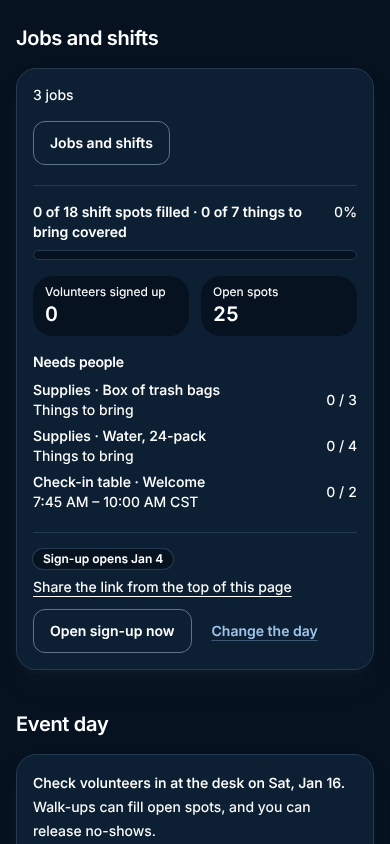 Jobs and shifts
3 jobs
Jobs and shifts
0 of 18 shift spots filled · 0 of 7 things to
bring covered
0%
Volunteers signed up
0
Open spots
25
Needs people
Supplies · Box of trash bags
Things to bring
0 / 3
Supplies · Water, 24-pack
Things to bring
0 / 4
Check-in table · Welcome
7:45 AM – 10:00 AM CST
0 / 2
Sign-up opens Jan 4
Share the link from the top of this page
Open sign-up now
Change the day
Event day
Check volunteers in at the desk on Sat, Jan 16.
Walk-ups can fill open spots, and you can
release no-shows.